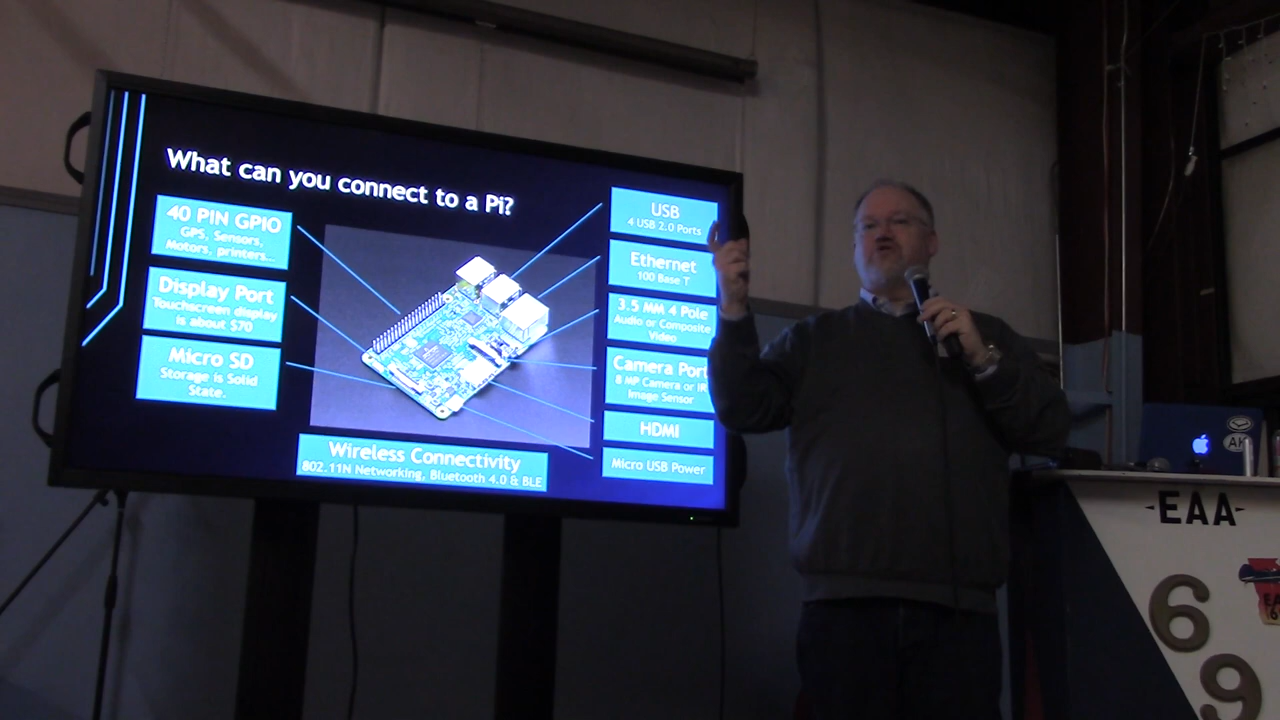 What can you connect to a Pi?
40 PIN GPIO
GPS, Sensors,
Motors, printers...
Display Port
Touchscreen display
is about $70
Micro SD
Storage is Solid
State.
Wireless Connectivity
802.11N Networking, Bluetooth 4.0 & BLE
USB
4 USB 2.0 Ports
Ethernet
100 Base T
3.5 MM 4 Pole
Audio or Composite
Video
Camera Port
8 MP Camera or IR
Image Sensor
HDMI
Micro USB Power
AK
-EAA-
6
9